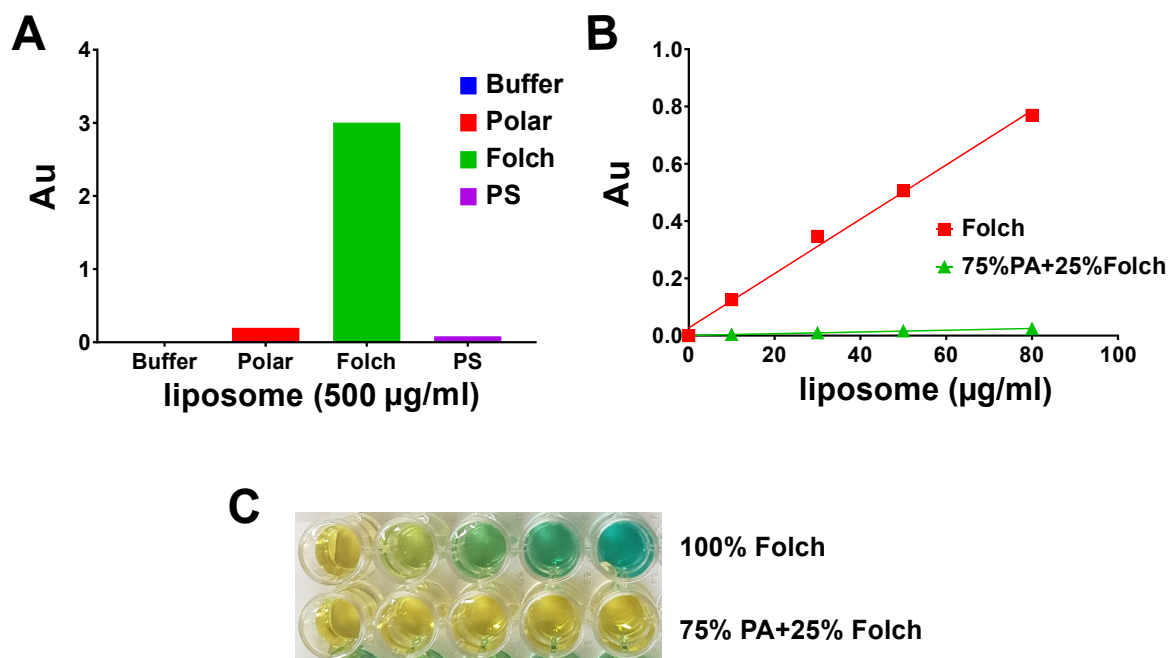 A
Au
4
3
2
1
0
Buffer
Polar
Folch
PS
Buffer
Polar
Folch
PS
liposome (500 µg/ml)
B
Au
1.0
0.8
0.6
0.4
0.2
0.0
Folch
75%PA+25%Folch
0
20
40
60
80
100
liposome (µg/ml)
C
100% Folch
75% PA+25% Folch